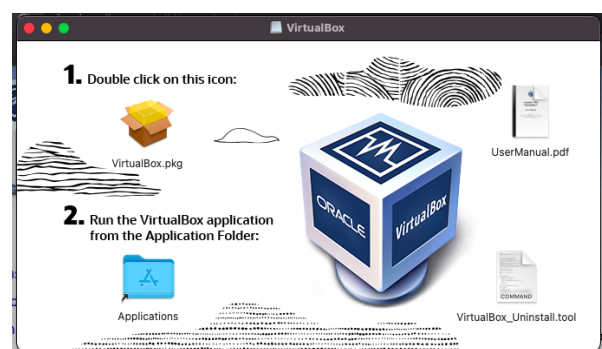 VirtualBox
1. Double click on this icon:
VirtualBox.pkg
UserManual.pdf
2. Run the VirtualBox application
from the Application Folder:
ORACLE
VirtualBox
Applications
COMMAND
VirtualBox_Uninstall.tool